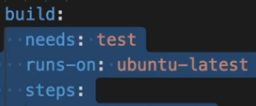 build:
  needs: test
  runs-on: ubuntu-latest
  steps: